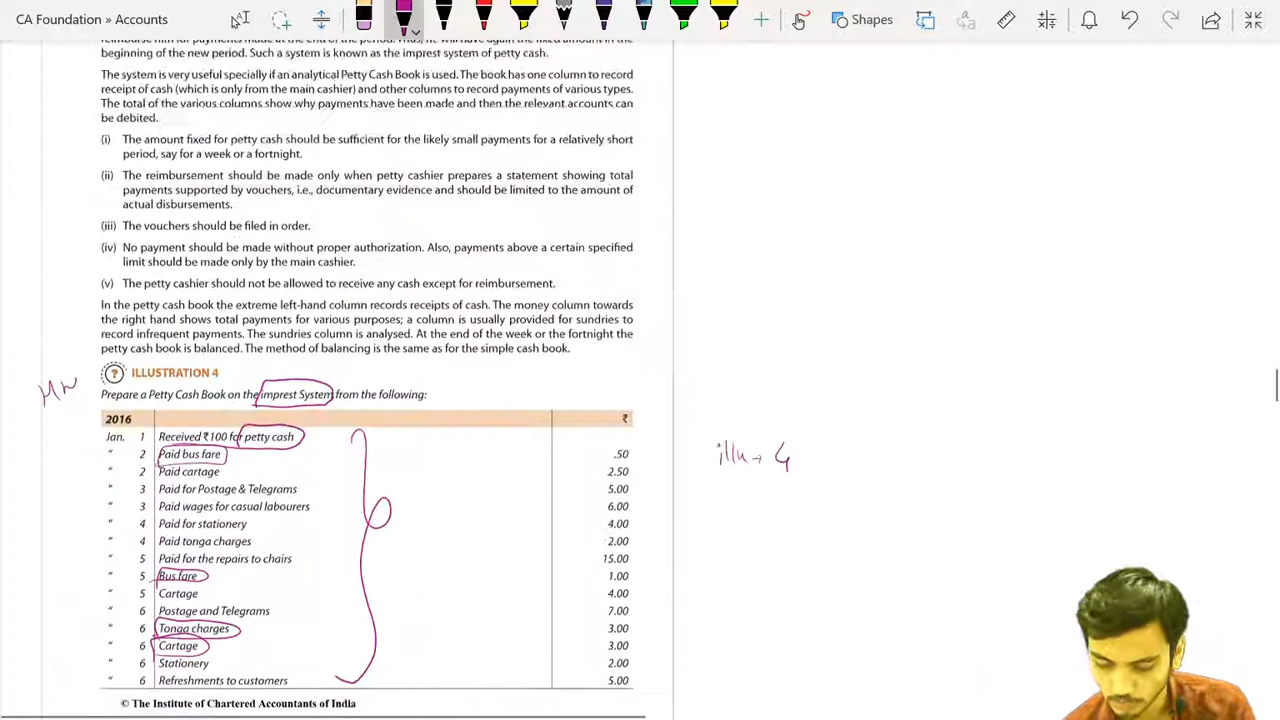 CA Foundation » Accounts
Shapes
reimburse him for payments made at the end of the period. Thus, he will have again the fixed amount in the
beginning of the new period. Such a system is known as the imprest system of petty cash.
The system is very useful specially if an analytical Petty Cash Book is used. The book has one column to record
receipt of cash (which is only from the main cashier) and other columns to record payments of various types.
The total of the various columns show why payments have been made and then the relevant accounts can
be debited.
(i) The amount fixed for petty cash should be sufficient for the likely small payments for a relatively short
period, say for a week or a fortnight.
(ii) The reimbursement should be made only when petty cashier prepares a statement showing total
payments supported by vouchers, i.e., documentary evidence and should be limited to the amount of
actual disbursements.
(iii) The vouchers should be filed in order.
(iv) No payment should be made without proper authorization. Also, payments above a certain specified
limit should be made only by the main cashier.
(v) The petty cashier should not be allowed to receive any cash except for reimbursement.
In the petty cash book the extreme left-hand column records receipts of cash. The money column towards
the right hand shows total payments for various purposes; a column is usually provided for sundries to
record infrequent payments. The sundries column is analysed. At the end of the week or the fortnight the
petty cash book is balanced. The method of balancing is the same as for the simple cash book.
? ILLUSTRATION 4
Prepare a Petty Cash Book on the imprest System from the following:
2016 ₹
Jan. 1 Received ₹100 for petty cash
" 2 Paid bus fare .50
" 2 Paid cartage 2.50
" 3 Paid for Postage & Telegrams 5.00
" 3 Paid wages for casual labourers 6.00
" 4 Paid for stationery 4.00
" 4 Paid tonga charges 2.00
" 5 Paid for the repairs to chairs 15.00
" 5 Bus fare 1.00
" 5 Cartage 4.00
" 6 Postage and Telegrams 7.00
" 6 Tonga charges 3.00
" 6 Cartage 3.00
" 6 Stationery 2.00
" 6 Refreshments to customers 5.00
© The Institute of Chartered Accountants of India
illu → 4